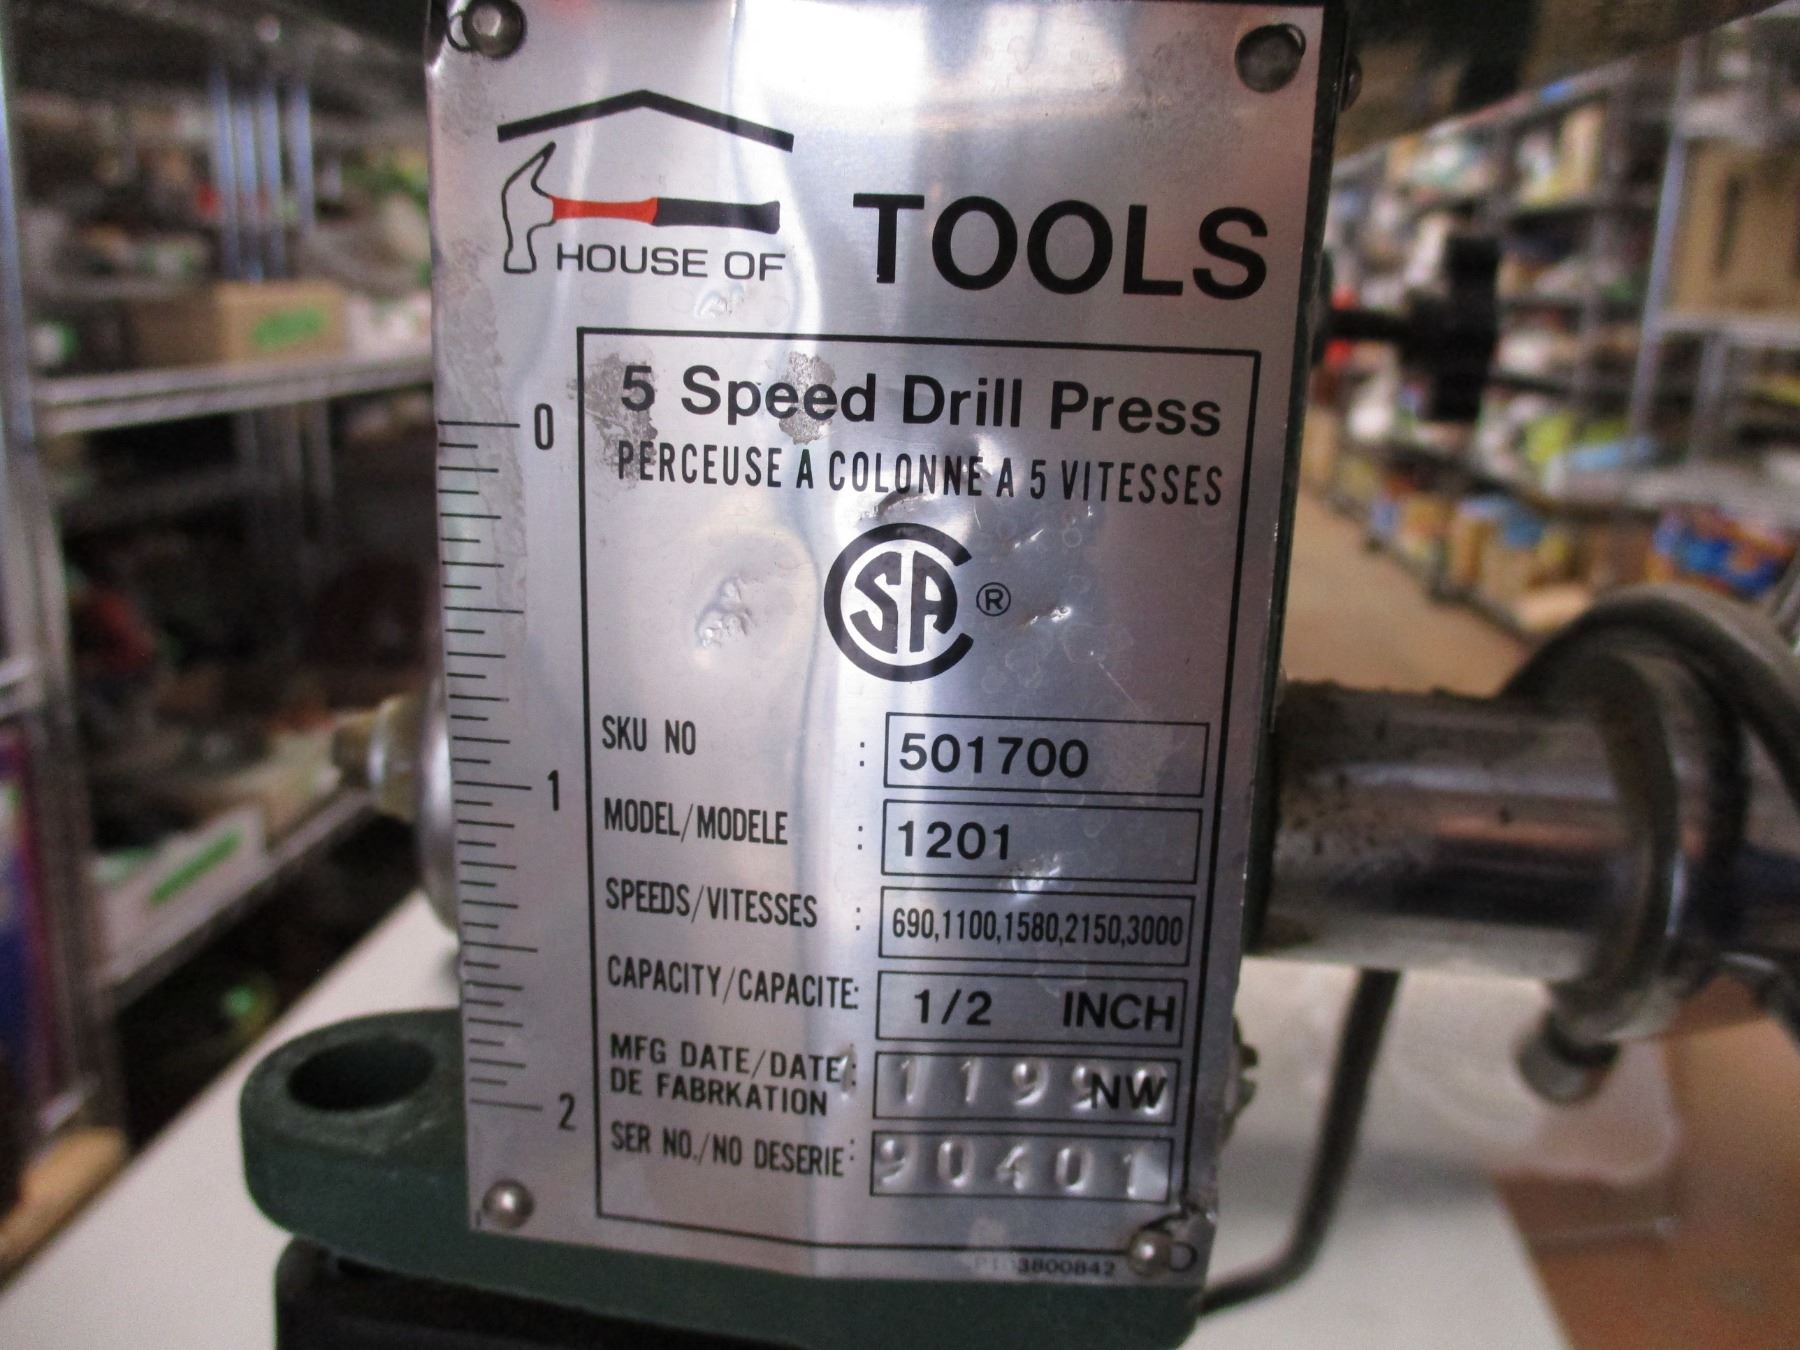 HOUSE OF TOOLS
5 Speed Drill Press
PERCEUSE A COLONNE A 5 VITESSES
CSA ®
0
1
2
SKU NO : 501700
MODEL/MODELE : 1201
SPEEDS/VITESSES : 690,1100,1580,2150,3000
CAPACITY/CAPACITE: 1/2 INCH
MFG DATE/DATE DE FABRKATION : NW
SER NO./NO DESERIE: 90401